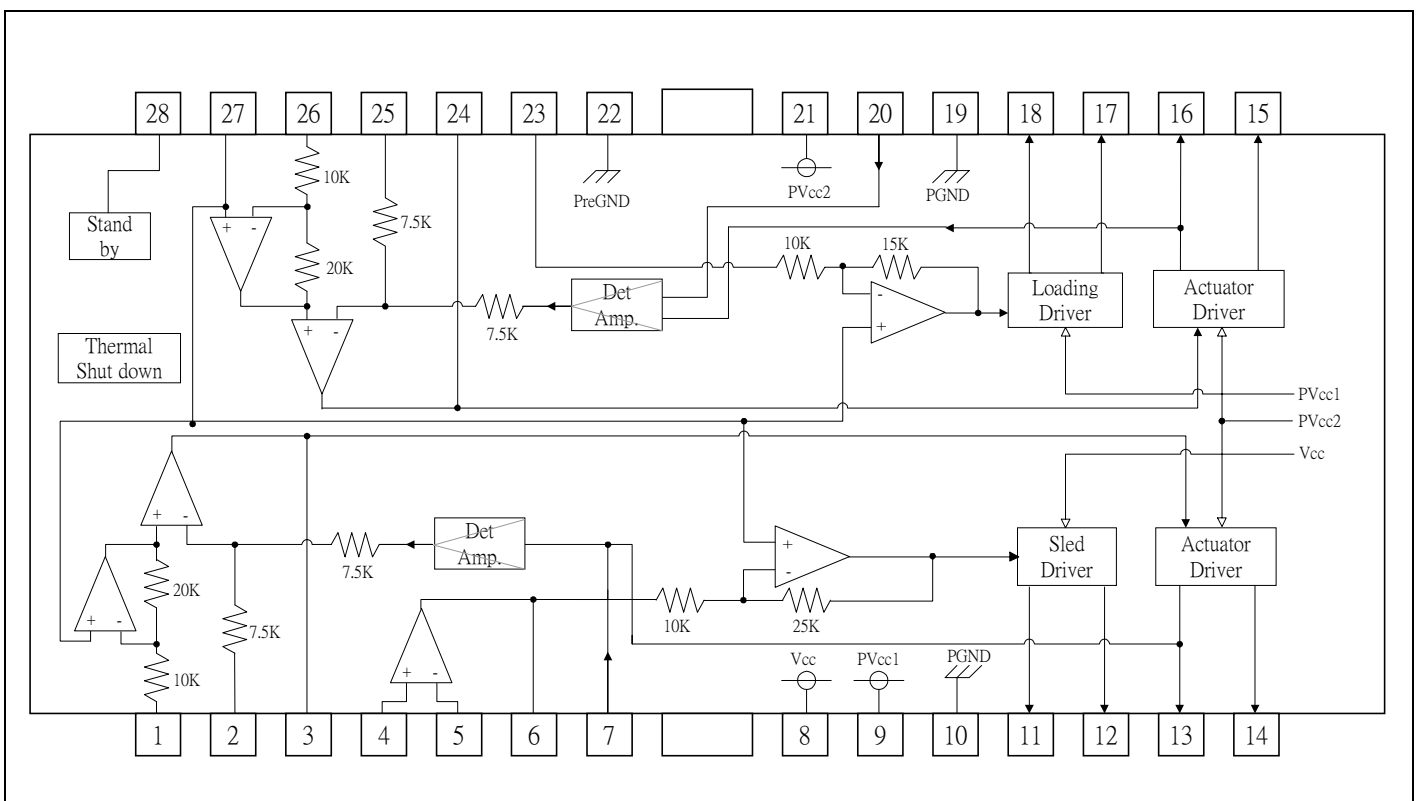 28 27 26 25 24 23 22 21 20 19 18 17 16 15
10K
PVcc2
PreGND
PGND
7.5K
Stand
by
+ -
20K
10K 15K
Det
Amp.
-
+
Loading
Driver
Actuator
Driver
+ -
7.5K
Thermal
Shut down
PVcc1
PVcc2
Vcc
+ -
Det
Amp.
+
-
Sled
Driver
Actuator
Driver
7.5K
20K
+ -
7.5K
10K 25K
10K
+ -
Vcc PVcc1 PGND
1 2 3 4 5 6 7 8 9 10 11 12 13 14